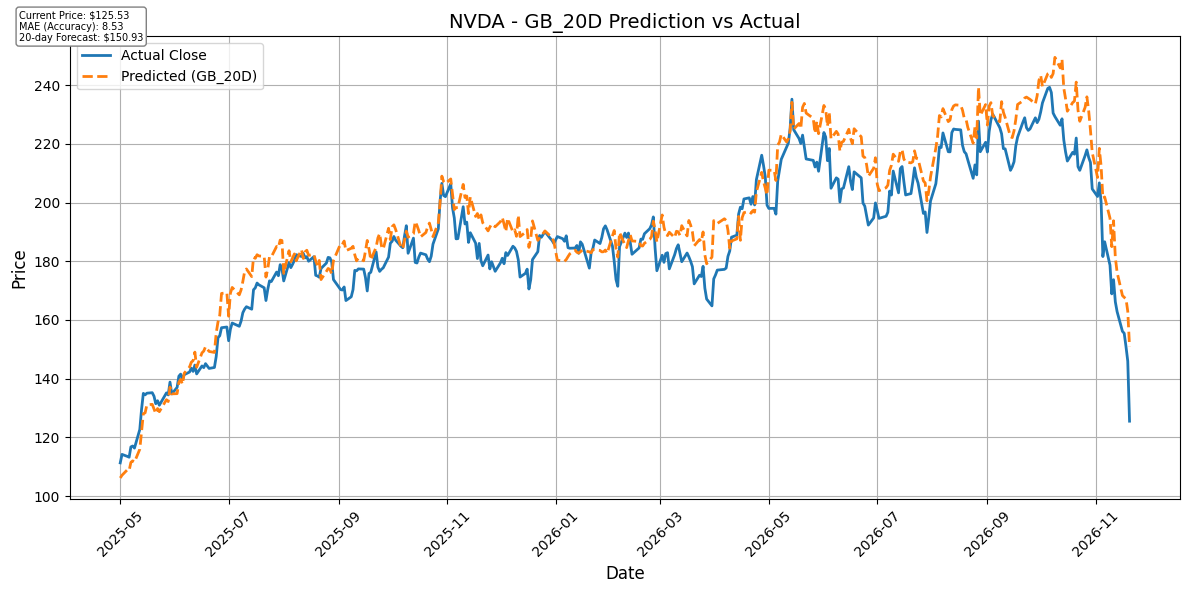 NVDA - GB_20D Prediction vs Actual
Current Price: $125.53
MAE (Accuracy): 8.53
20-day Forecast: $150.93
Actual Close
Predicted (GB_20D)
Price
240
220
200
180
160
140
120
100
2025-05
2025-07
2025-09
2025-11
2026-01
2026-03
2026-05
2026-07
2026-09
2026-11
Date